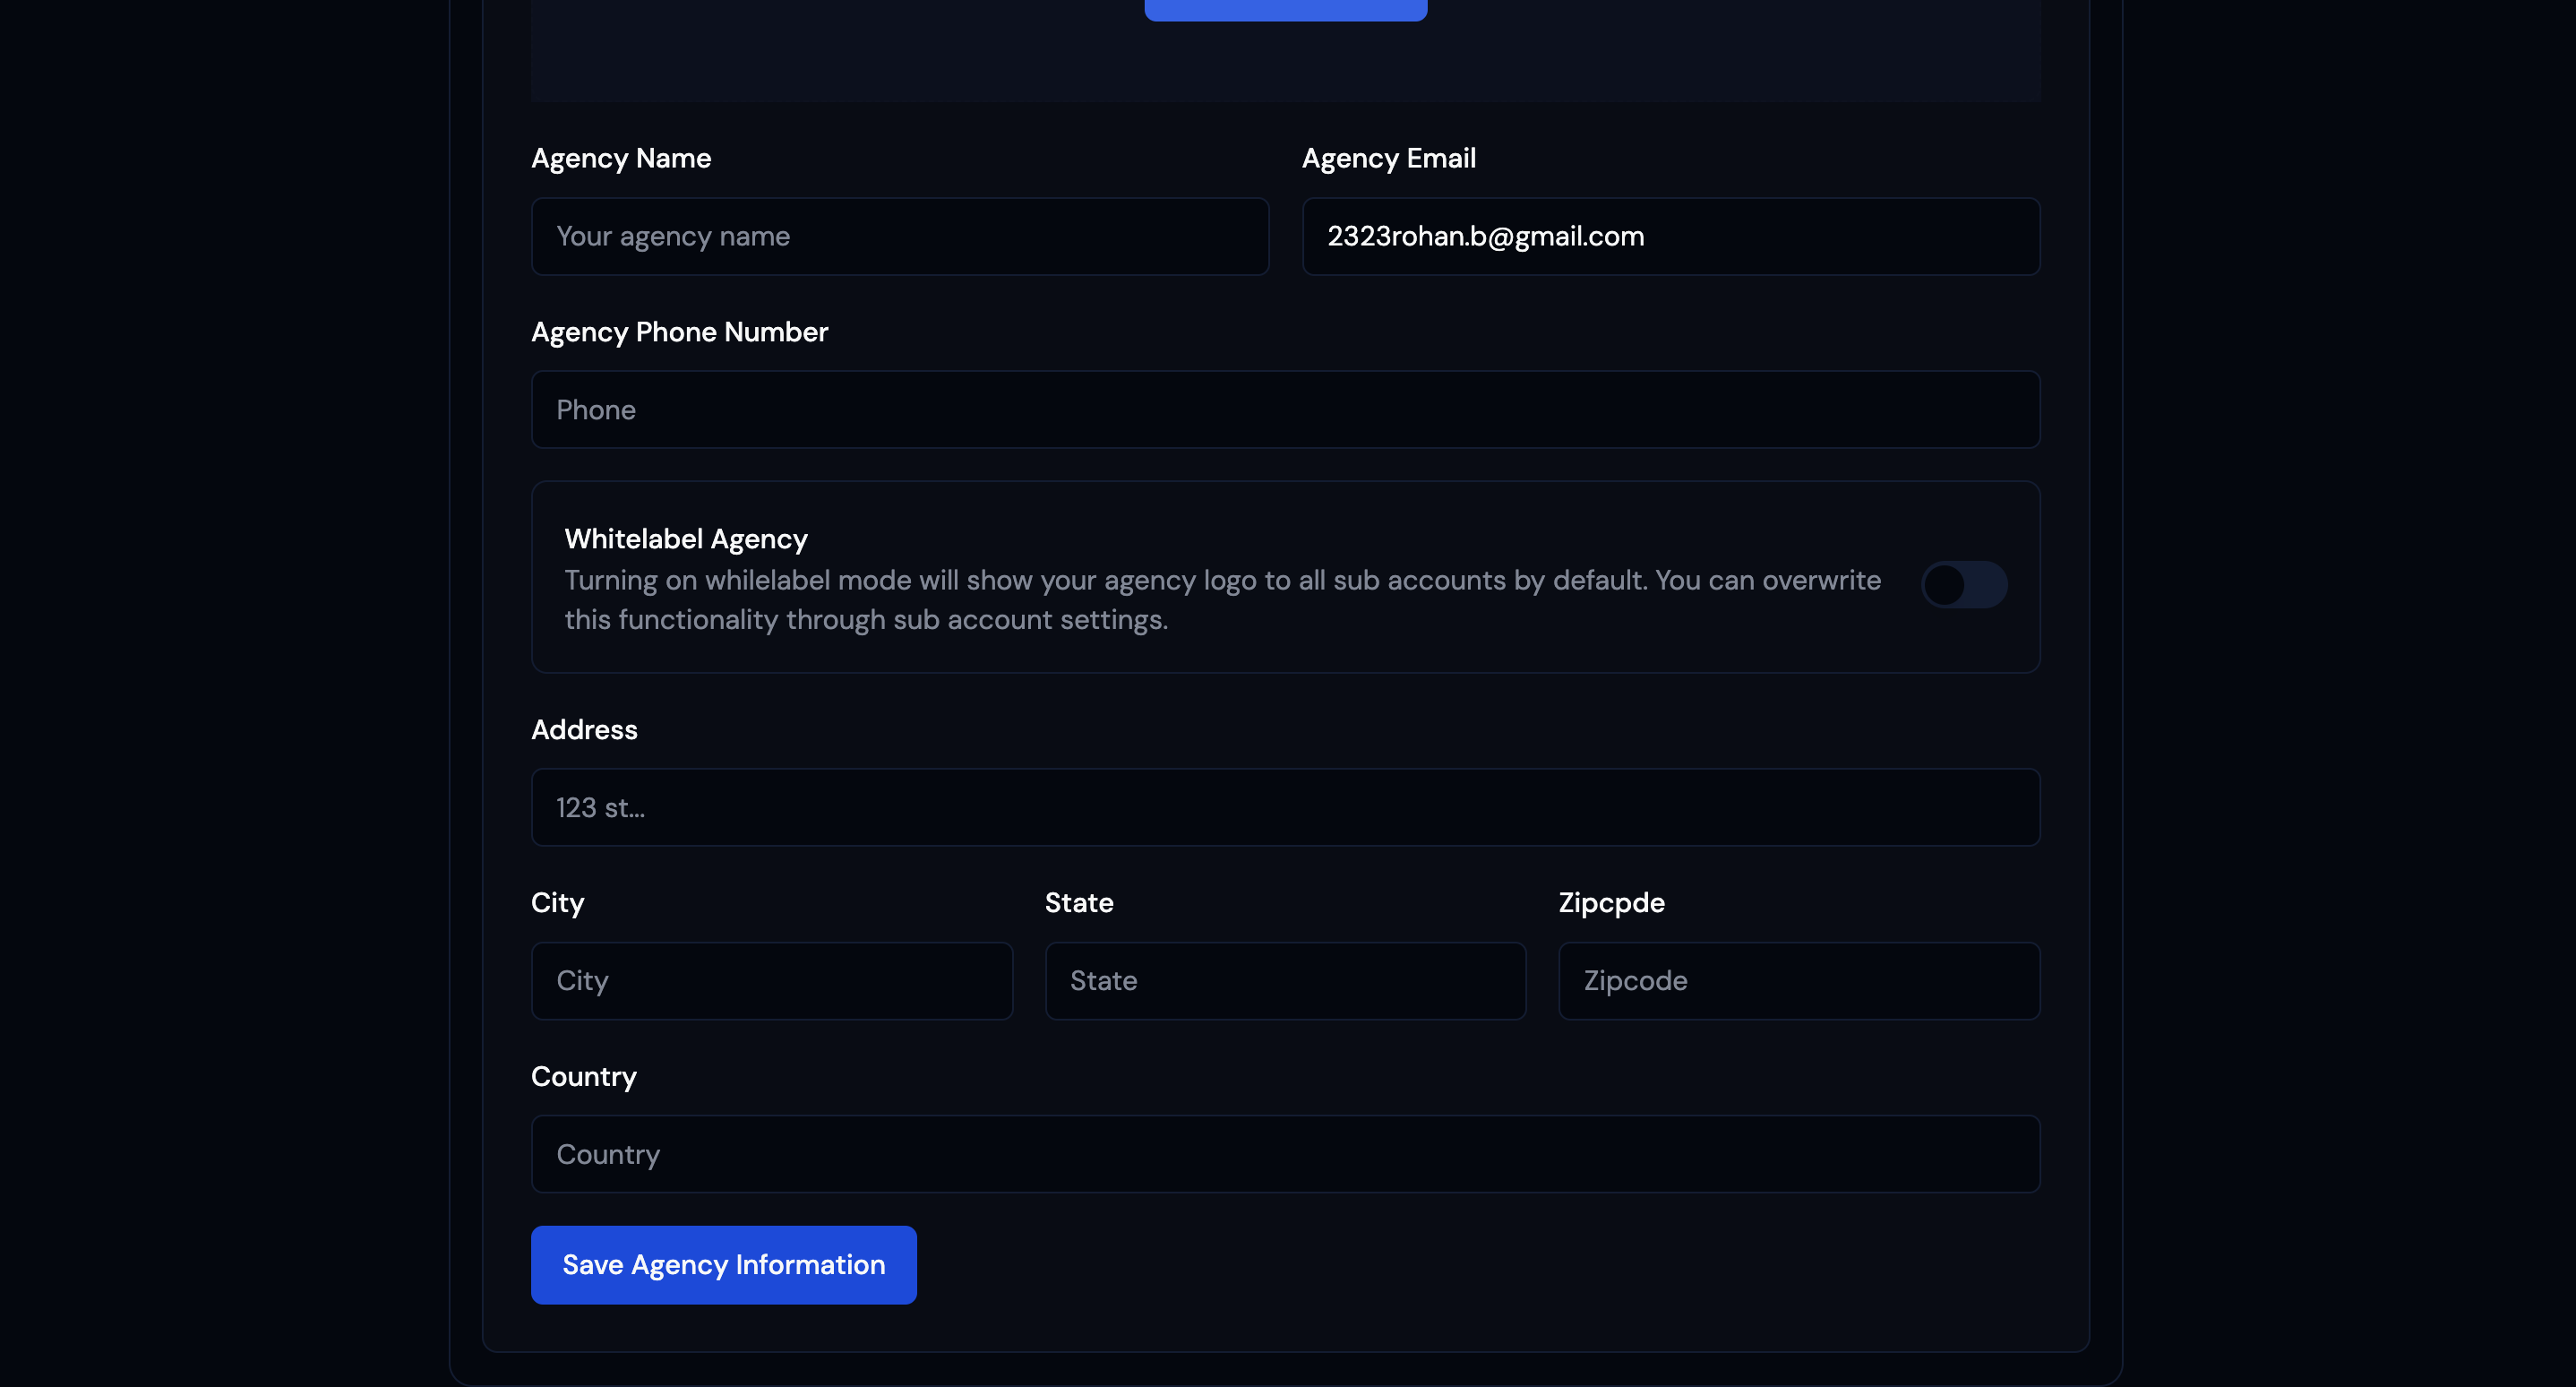 Agency Name
Agency Email
Your agency name
2323rohan.b@gmail.com
Agency Phone Number
Phone
Whitelabel Agency
Turning on whilelabel mode will show your agency logo to all sub accounts by default. You can overwrite
this functionality through sub account settings.
Address
123 st...
City
State
Zipcpde
City
State
Zipcode
Country
Country
Save Agency Information